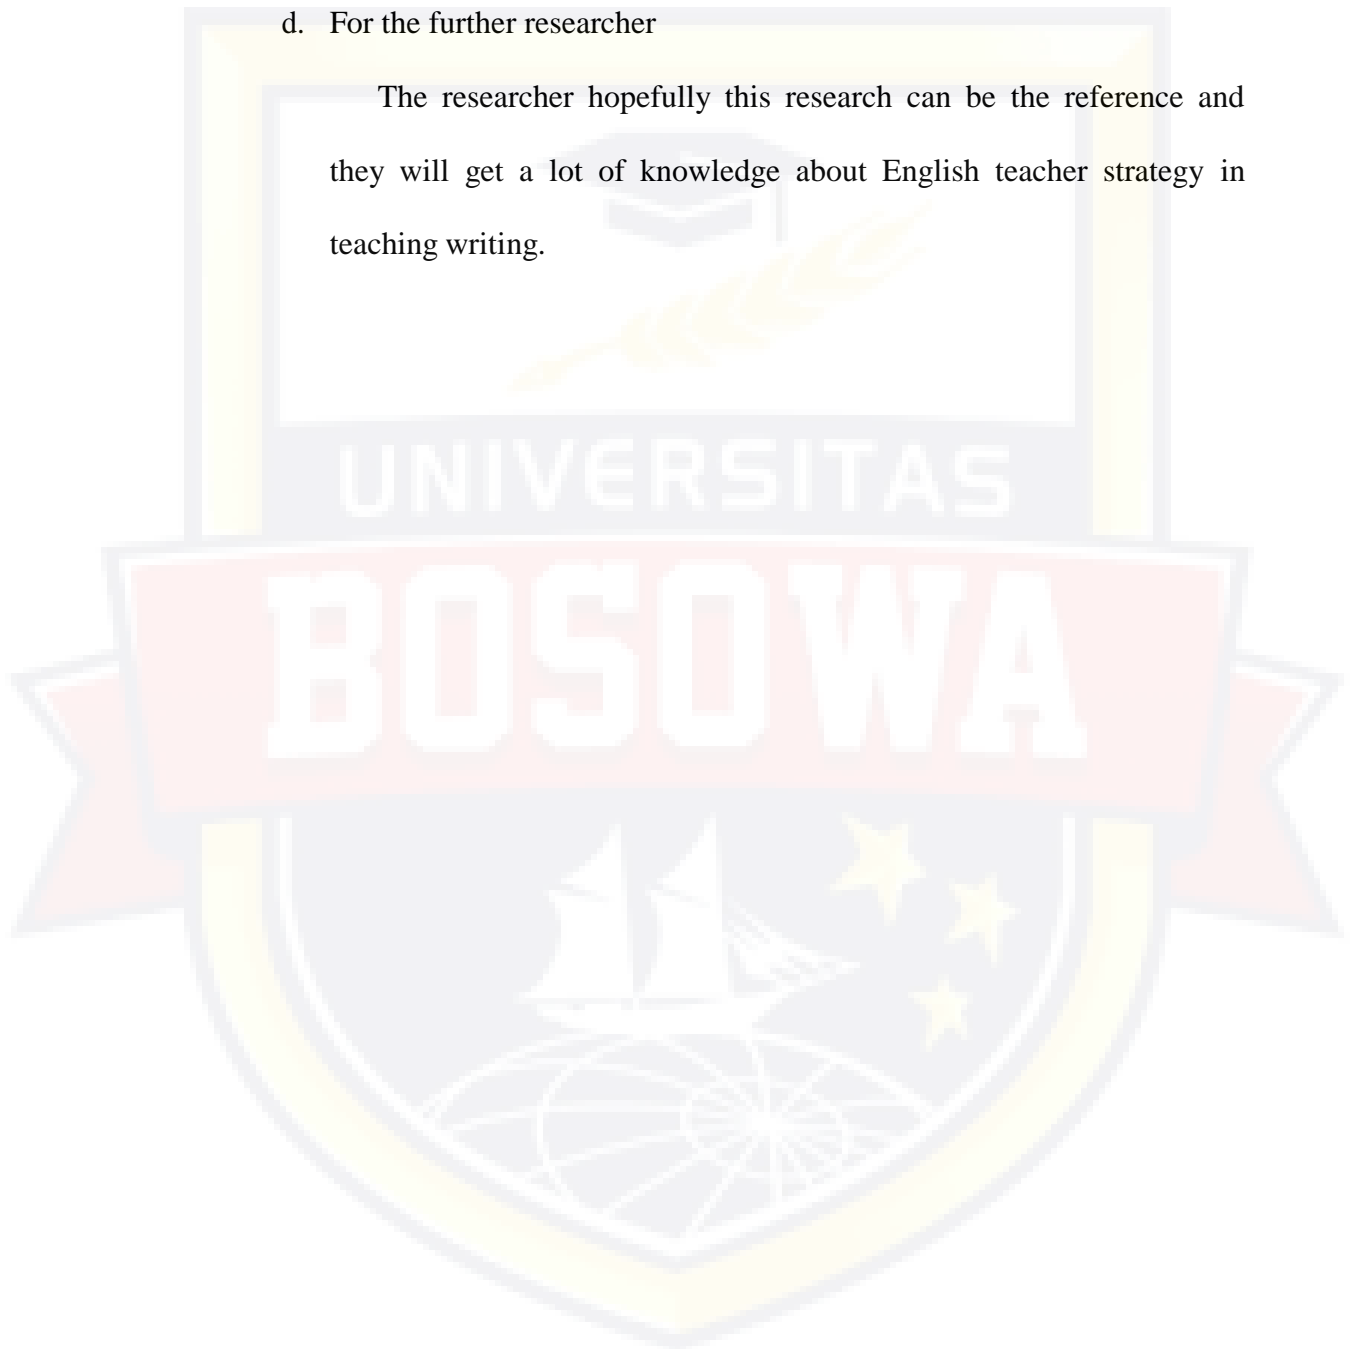 d. For the further researcher
The researcher hopefully this research can be the reference and
they will get a lot of knowledge about English teacher strategy in
teaching writing.
UNIVERSITAS
BOSOWA